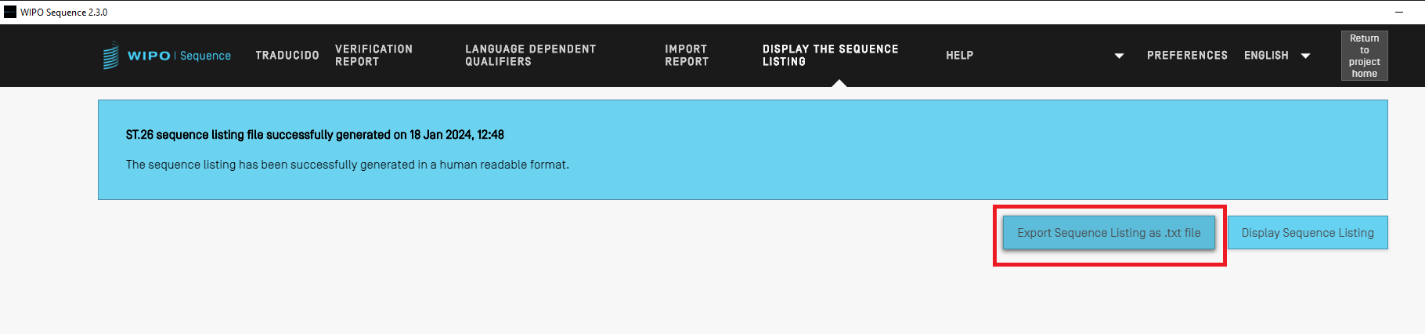 WIPO Sequence 2.3.0
WIPO | Sequence
TRADUCIDO
VERIFICATION
REPORT
LANGUAGE DEPENDENT
QUALIFIERS
IMPORT
REPORT
DISPLAY THE SEQUENCE
LISTING
HELP
PREFERENCES
ENGLISH
Return
to
project
home
ST.26 sequence listing file successfully generated on 18 Jan 2024, 12:48
The sequence listing has been successfully generated in a human readable format.
Export Sequence Listing as .txt file
Display Sequence Listing